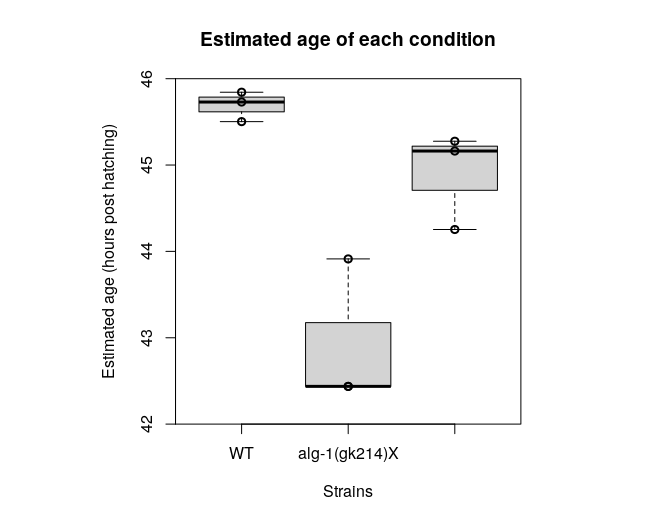 Estimated age of each condition
Estimated age (hours post hatching)
46
45
44
43
42
WT
alg-1(gk214)X
Strains